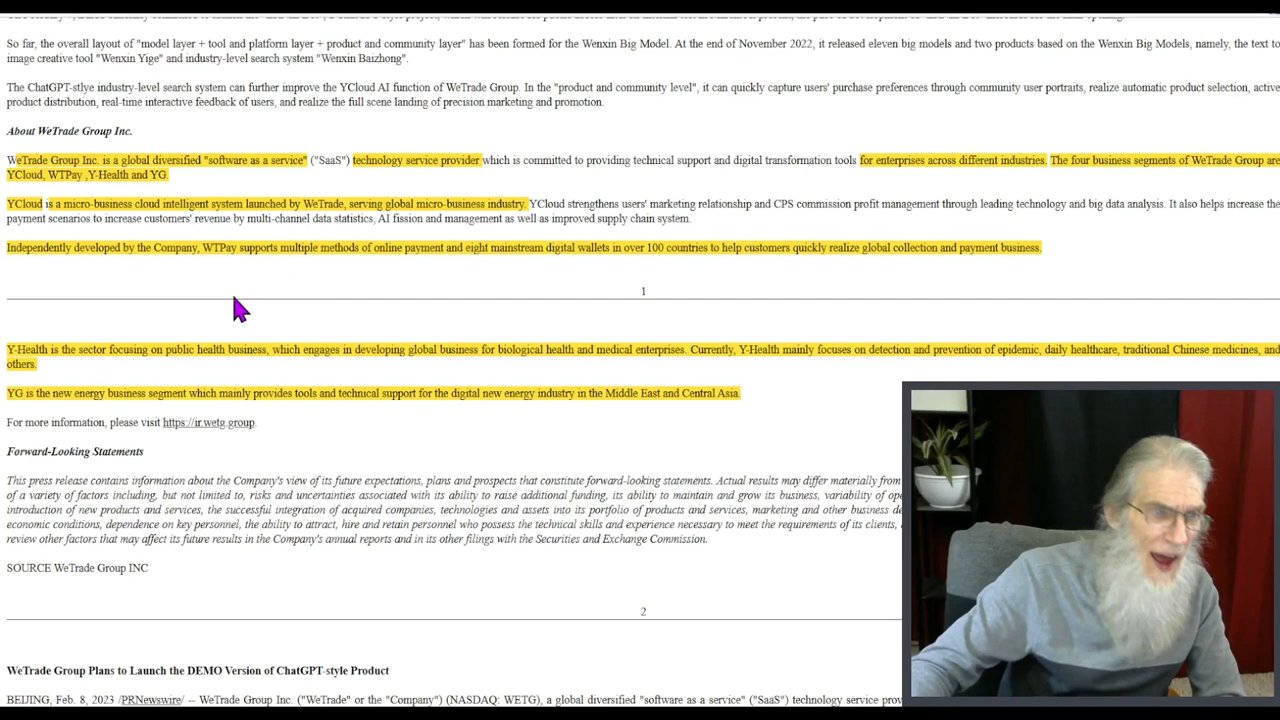 So far, the overall layout of "model layer + tool and platform layer + product and community layer" has been formed for the Wenxin Big Model. At the end of November 2022, it released eleven big models and two products based on the Wenxin Big Models, namely, the text to
image creative tool "Wenxin Yige" and industry-level search system "Wenxin Baizhong".
The ChatGPT-stlye industry-level search system can further improve the YCloud AI function of WeTrade Group. In the "product and community level", it can quickly capture users' purchase preferences through community user portraits, realize automatic product selection, active
product distribution, real-time interactive feedback of users, and realize the full scene landing of precision marketing and promotion.
About WeTrade Group Inc.
WeTrade Group Inc. is a global diversified "software as a service" ("SaaS") technology service provider which is committed to providing technical support and digital transformation tools for enterprises across different industries. The four business segments of WeTrade Group are
YCloud, WTPay ,Y-Health and YG.
YCloud is a micro-business cloud intelligent system launched by WeTrade, serving global micro-business industry. YCloud strengthens users' marketing relationship and CPS commission profit management through leading technology and big data analysis. It also helps increase the
payment scenarios to increase customers' revenue by multi-channel data statistics, AI fission and management as well as improved supply chain system.
Independently developed by the Company, WTPay supports multiple methods of online payment and eight mainstream digital wallets in over 100 countries to help customers quickly realize global collection and payment business.
1
Y-Health is the sector focusing on public health business, which engages in developing global business for biological health and medical enterprises. Currently, Y-Health mainly focuses on detection and prevention of epidemic, daily healthcare, traditional Chinese medicines, and
others.
YG is the new energy business segment which mainly provides tools and technical support for the digital new energy industry in the Middle East and Central Asia.
For more information, please visit https://ir.wetg.group.
Forward-Looking Statements
This press release contains information about the Company's view of its future expectations, plans and prospects that constitute forward-looking statements. Actual results may differ materially from
of a variety of factors including, but not limited to, risks and uncertainties associated with its ability to raise additional funding, its ability to maintain and grow its business, variability of
introduction of new products and services, the successful integration of acquired companies, technologies and assets into its portfolio of products and services, marketing and other business
economic conditions, dependence on key personnel, the ability to attract, hire and retain personnel who possess the technical skills and experience necessary to meet the requirements of its clients,
review other factors that may affect its future results in the Company's annual reports and in its other filings with the Securities and Exchange Commission.
SOURCE WeTrade Group INC
2
WeTrade Group Plans to Launch the DEMO Version of ChatGPT-style Product
BEIJING, Feb. 8, 2023 /PRNewswire/ -- WeTrade Group Inc. ("WeTrade" or the "Company") (NASDAQ: WETG), a global diversified "software as a service" ("SaaS") technology service